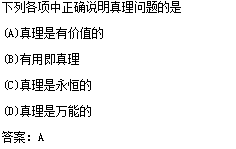 下列各项中正确说明真理问题的是
(A)真理是有价值的
(B)有用即真理
(C)真理是永恒的
(D)真理是万能的
答案: A